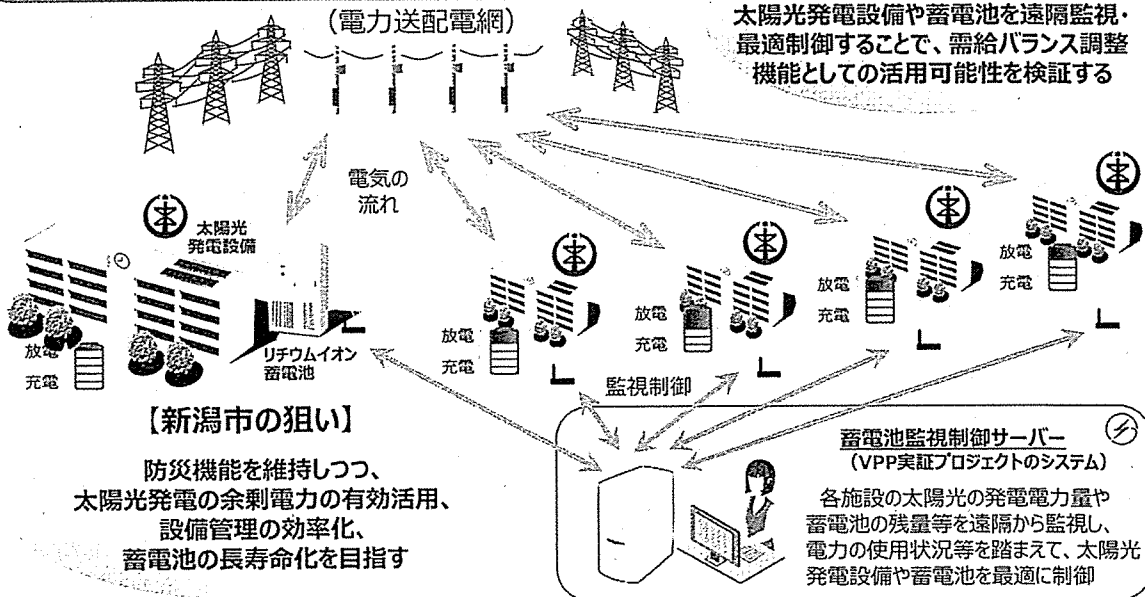 (電力送配電網)
太陽光発電設備や蓄電池を遠隔監視・
最適制御することで、需給バランス調整
機能としての活用可能性を検証する
電気の
流れ
太陽光
発電設備
リチウムイオン
蓄電池
放電
充電
放電
充電
放電
充電
放電
充電
放電
充電
監視制御
【新潟市の狙い】
防災機能を維持しつつ、
太陽光発電の余剰電力の有効活用、
設備管理の効率化、
蓄電池の長寿命化を目指す
蓄電池監視制御サーバー
(VPP実証プロジェクトのシステム)
各施設の太陽光の発電電力量や
蓄電池の残量等を遠隔から監視し、
電力の使用状況等を踏まえて、太陽光
発電設備や蓄電池を最適に制御